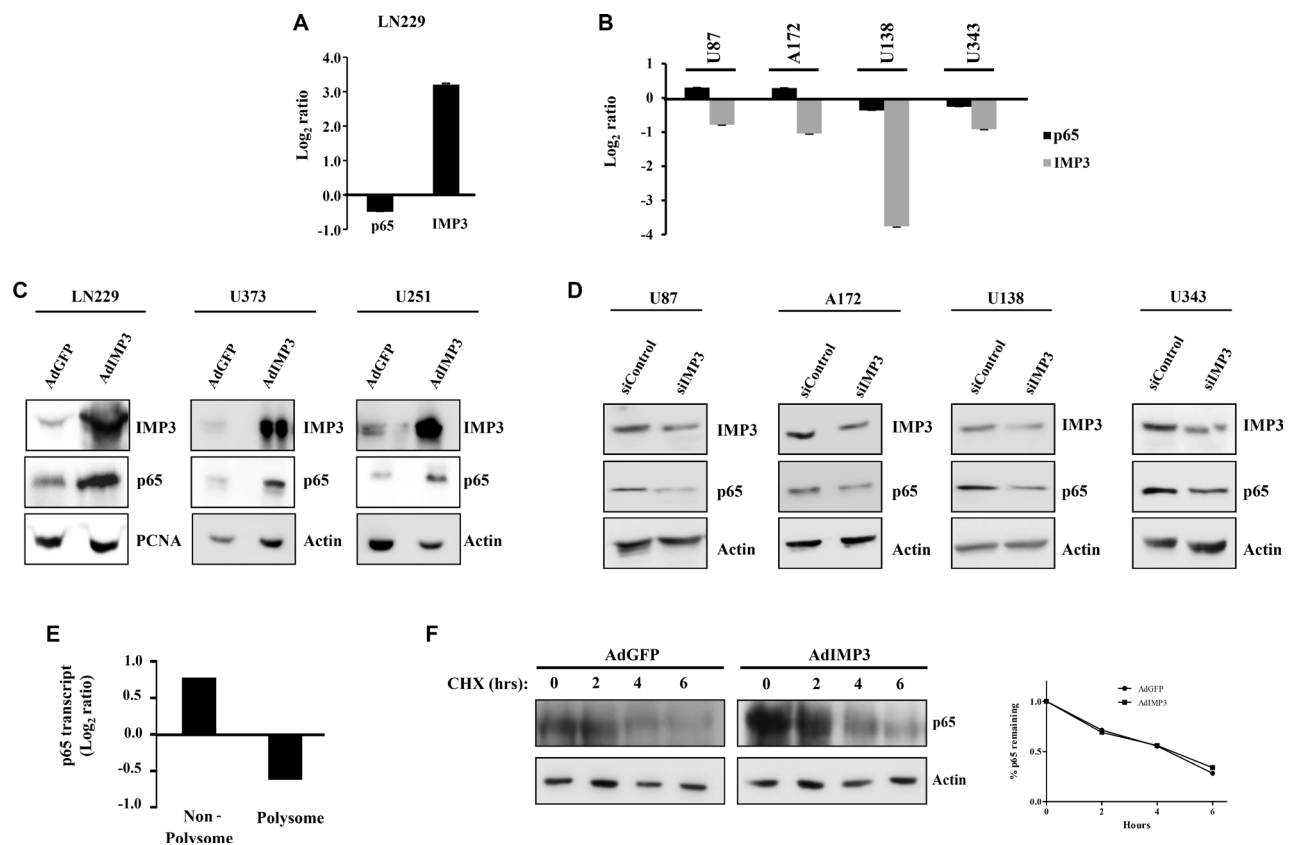 A
LN229
Log2 ratio
4.0
3.0
2.0
1.0
0.0
-1.0
p65
IMP3
B
U87
A172
U138
U343
Log2 ratio
1
0
-1
-2
-3
-4
p65
IMP3
C
LN229
U373
U251
AdGFP
AdIMP3
AdGFP
AdIMP3
AdGFP
AdIMP3
IMP3
IMP3
IMP3
p65
p65
p65
PCNA
Actin
Actin
D
U87
A172
U138
U343
siControl
siIMP3
siControl
siIMP3
siControl
siIMP3
siControl
siIMP3
IMP3
IMP3
IMP3
IMP3
p65
p65
p65
p65
Actin
Actin
Actin
Actin
E
p65 transcript
(Log2 ratio)
1.0
0.5
0.0
-0.5
-1.0
Non -
Polysome
Polysome
F
AdGFP
AdIMP3
CHX (hrs): 0 2 4 6 0 2 4 6
p65
Actin
AdGFP
AdIMP3
% p65 remaining
1.0
0.5
0.0
0 2 4 6
Hours